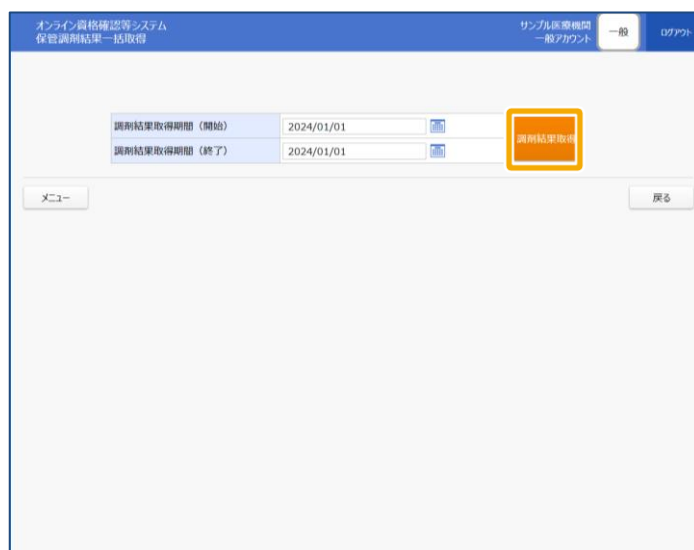 オンライン資格確認等システム
保管調剤結果一括取得
サンプル医療機関
一般アカウント
一般
ログアウト
調剤結果取得期間（開始）
2024/01/01
調剤結果取得期間（終了）
2024/01/01
調剤結果取得
メニュー
戻る